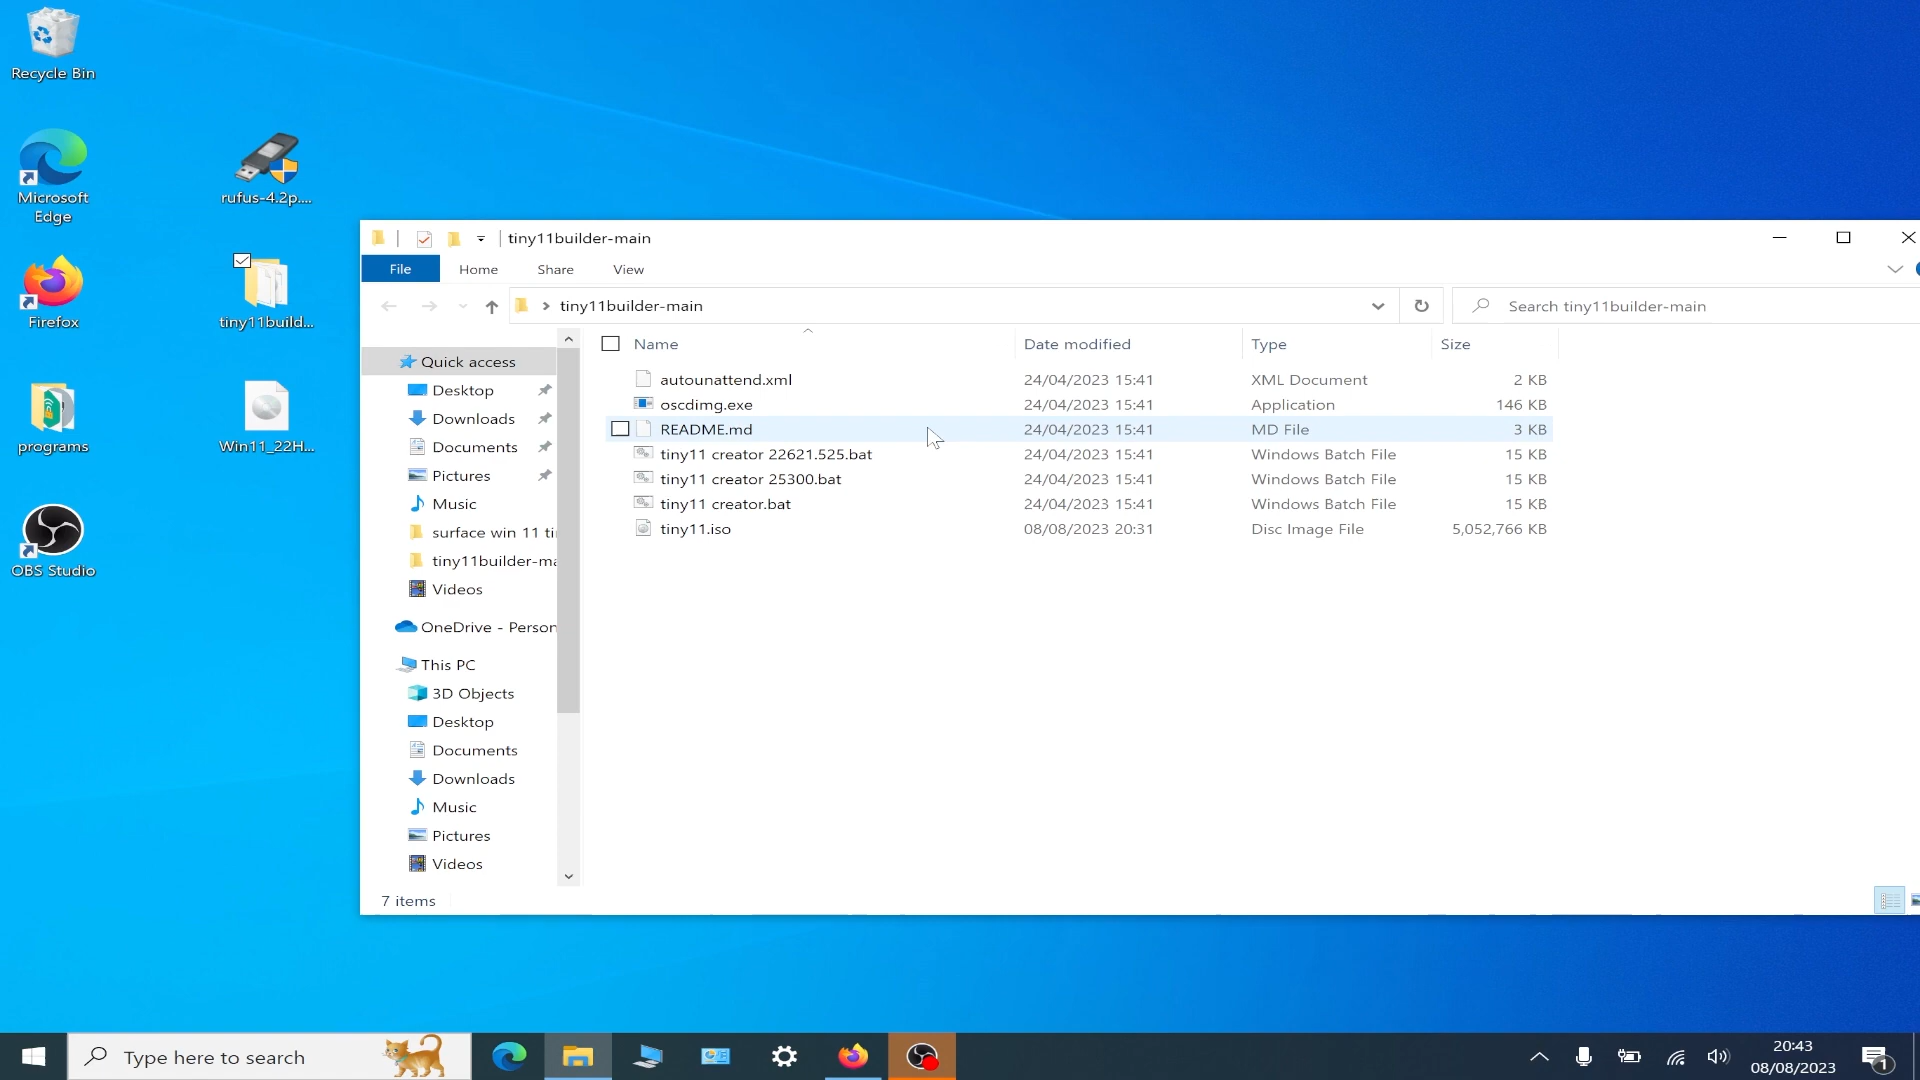 Recycle Bin
Microsoft
Edge
rufus-4.2p....
Firefox
tiny11build...
programs
Win11_22H...
OBS Studio
tiny11builder-main
File
Home
Share
View
tiny11builder-main
Search tiny11builder-main
Quick access
Desktop
Downloads
Documents
Pictures
Music
surface win 11 ti
tiny11builder-ma
Videos
OneDrive - Person
This PC
3D Objects
Desktop
Documents
Downloads
Music
Pictures
Videos
Name
Date modified
Type
Size
autounattend.xml 24/04/2023 15:41 XML Document 2 KB
oscdimg.exe 24/04/2023 15:41 Application 146 KB
README.md 24/04/2023 15:41 MD File 3 KB
tiny11 creator 22621.525.bat 24/04/2023 15:41 Windows Batch File 15 KB
tiny11 creator 25300.bat 24/04/2023 15:41 Windows Batch File 15 KB
tiny11 creator.bat 24/04/2023 15:41 Windows Batch File 15 KB
tiny11.iso 08/08/2023 20:31 Disc Image File 5,052,766 KB
7 items
Type here to search
20:43
08/08/2023
1